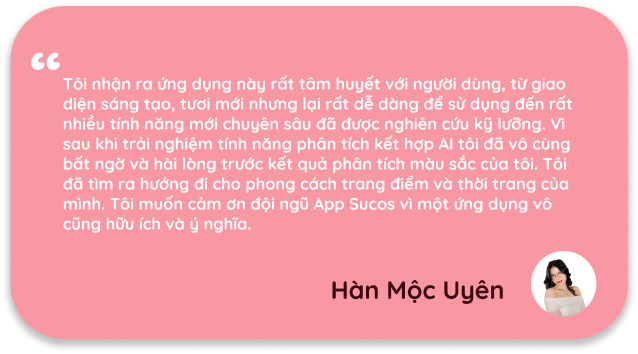 “
Tôi nhận ra ứng dụng này rất tâm huyết với người dùng, từ giao
diện sáng tạo, tươi mới nhưng lại rất dễ dàng để sử dụng đến rất
nhiều tính năng mới chuyên sâu đã được nghiên cứu kỹ lưỡng. Vì
sau khi trải nghiệm tính năng phân tích kết hợp AI tôi đã vô cùng
bất ngờ và hài lòng trước kết quả phân tích màu sắc của tôi. Tôi
đã tìm ra hướng đi cho phong cách trang điểm và thời trang của
mình. Tôi muốn cảm ơn đội ngũ App Sucos vì một ứng dụng vô
cũng hữu ích và ý nghĩa.
Hàn Mộc Uyên